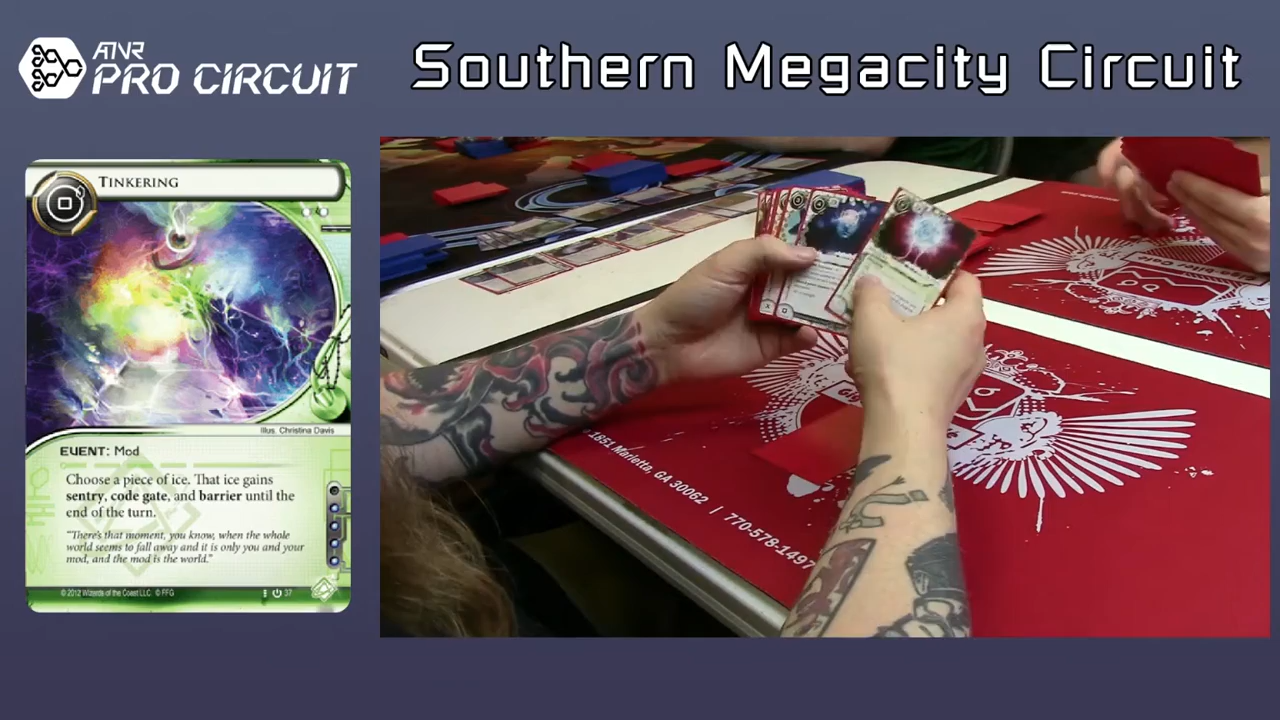 ANR
PRO CIRCUIT
Southern Megacity Circuit
TINKERING
Illus. Christina Davis
EVENT: Mod
Choose a piece of ice. That ice gains
sentry, code gate, and barrier until the
end of the turn.
"There's that moment, you know, when the whole
world seems to fall away and it is only you and your
mod, and the mod is the world."
© 2012 Wizards of the Coast LLC. © FFG
37
1851 Marietta, GA 30062 | 770-578-1497